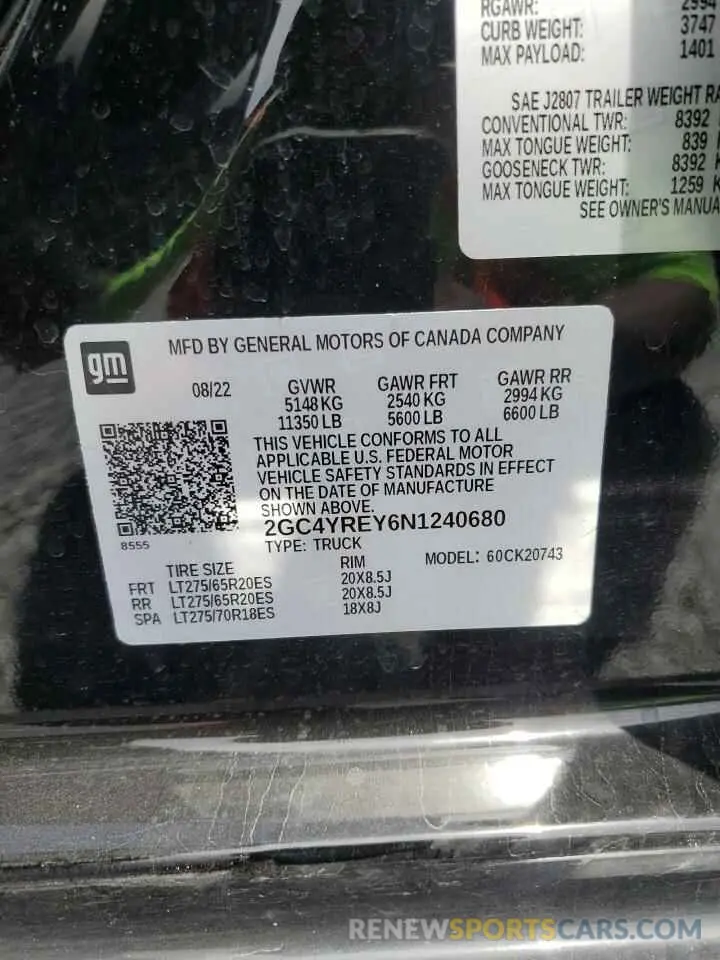 RGAWR: 2994
CURB WEIGHT: 3747
MAX PAYLOAD: 1401
SAE J2807 TRAILER WEIGHT RA
CONVENTIONAL TWR: 8392
MAX TONGUE WEIGHT: 839
GOOSENECK TWR: 8392
MAX TONGUE WEIGHT: 1259
SEE OWNER'S MANUA
gm
MFD BY GENERAL MOTORS OF CANADA COMPANY
08/22 GVWR GAWR FRT GAWR RR
5148 KG 2540 KG 2994 KG
11350 LB 5600 LB 6600 LB
THIS VEHICLE CONFORMS TO ALL
APPLICABLE U.S. FEDERAL MOTOR
VEHICLE SAFETY STANDARDS IN EFFECT
ON THE DATE OF MANUFACTURE
SHOWN ABOVE.
2GC4YREY6N1240680
8555
TYPE: TRUCK MODEL: 60CK20743
TIRE SIZE RIM
FRT LT275/65R20ES 20X8.5J
RR LT275/65R20ES 20X8.5J
SPA LT275/70R18ES 18X8J
RENEWSPORTSCARS.COM